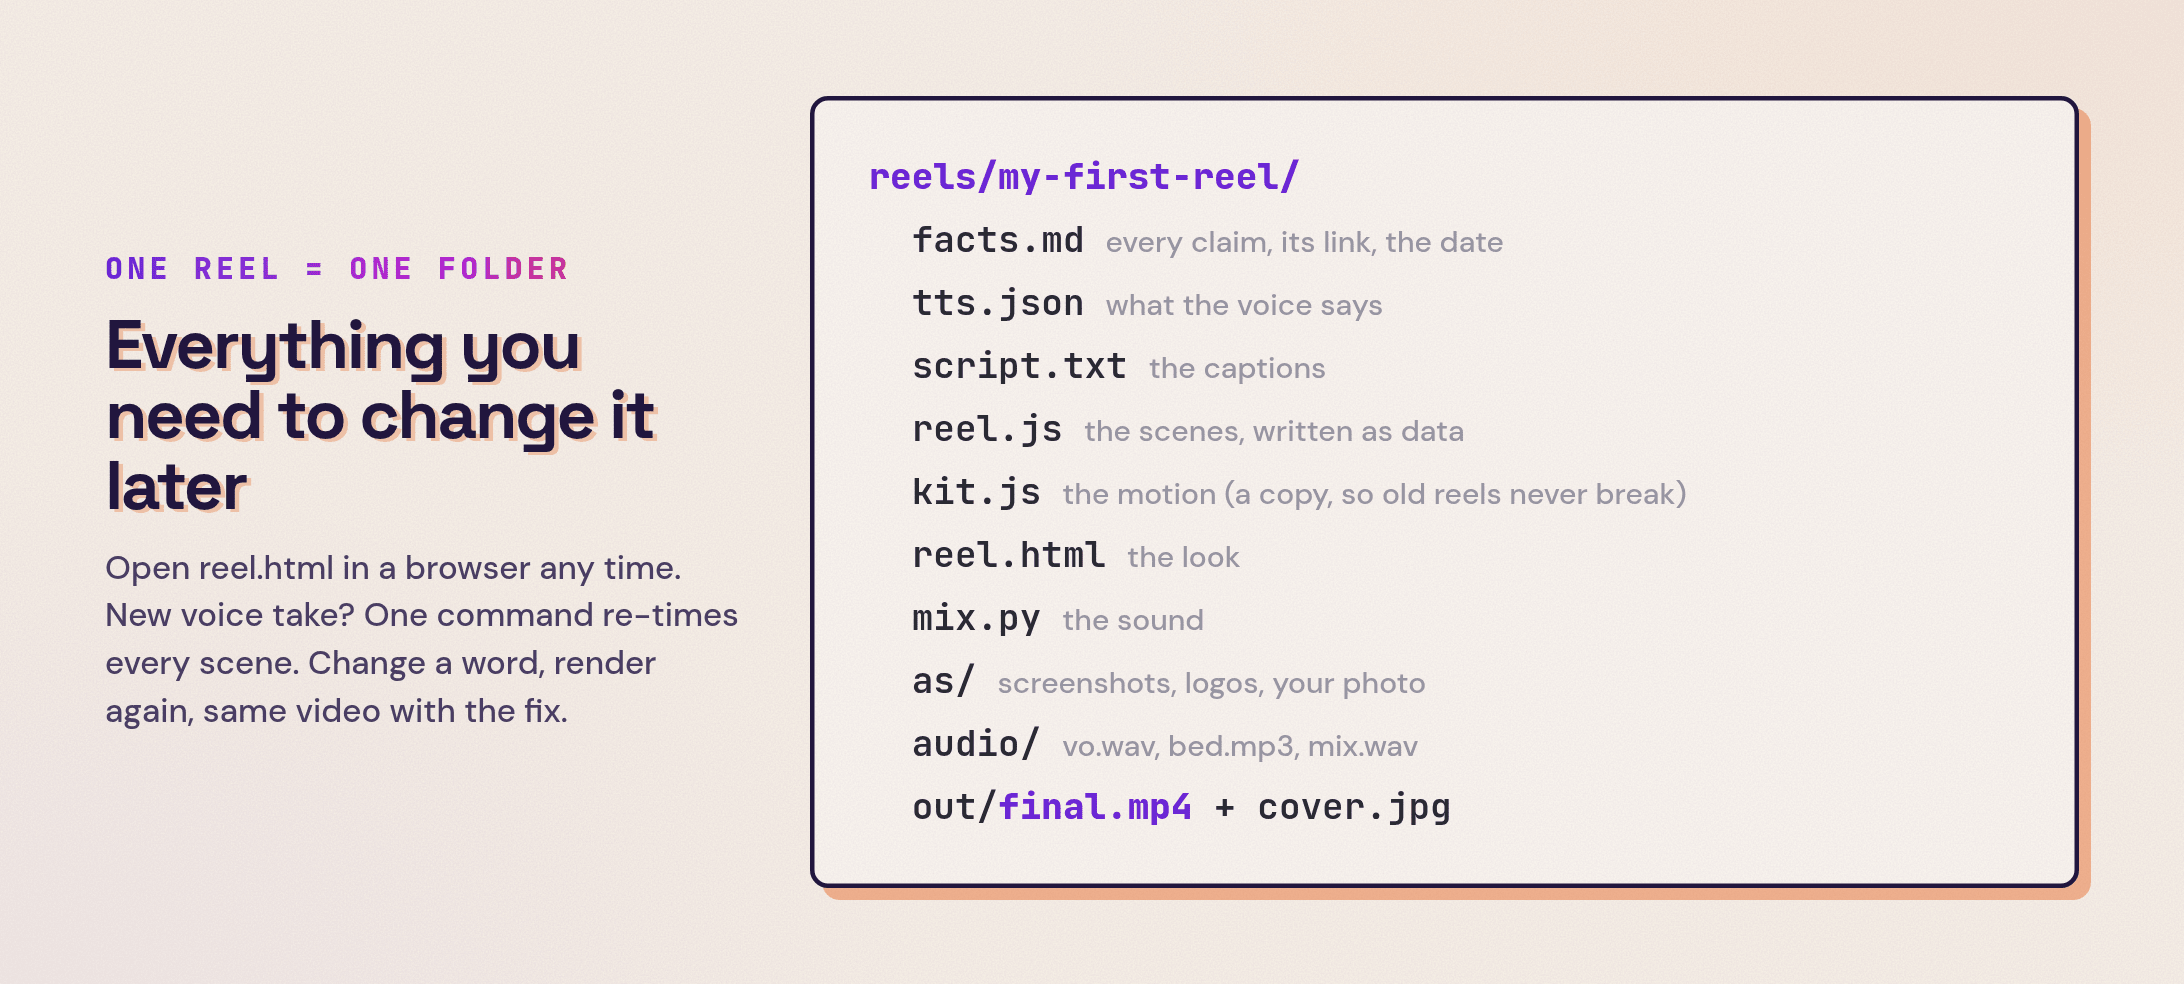 ONE REEL = ONE FOLDER
Everything you
need to change it
later
Open reel.html in a browser any time.
New voice take? One command re-times
every scene. Change a word, render
again, same video with the fix.
reels/my-first-reel/
facts.md every claim, its link, the date
tts.json what the voice says
script.txt the captions
reel.js the scenes, written as data
kit.js the motion (a copy, so old reels never break)
reel.html the look
mix.py the sound
as/ screenshots, logos, your photo
audio/ vo.wav, bed.mp3, mix.wav
out/final.mp4 + cover.jpg